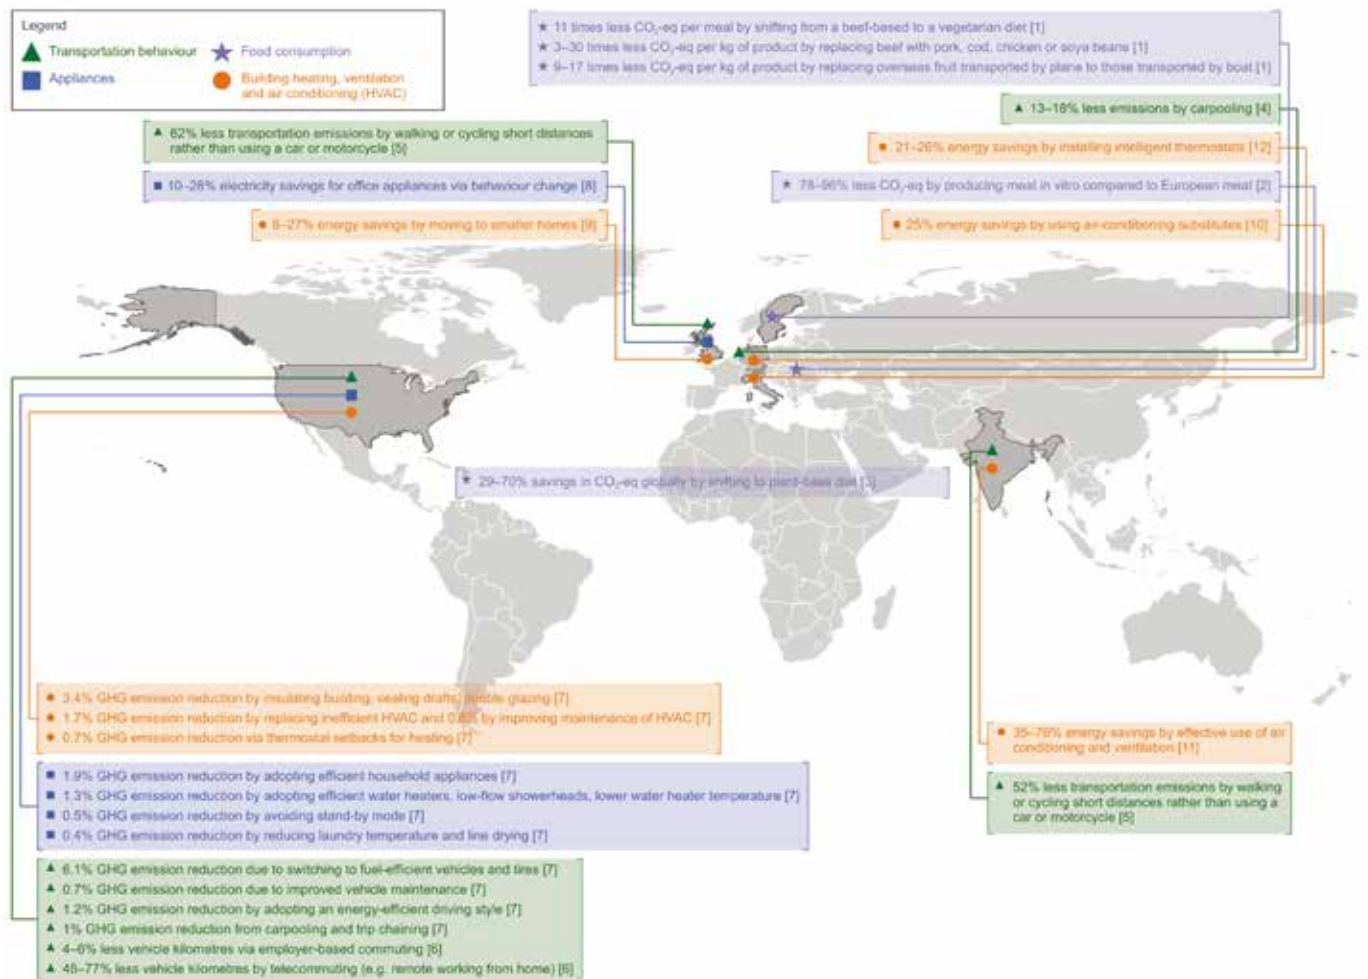 Legend
Transportation behaviour
Food consumption
Appliances
Building heating, ventilation
and air conditioning (HVAC)
11 times less CO₂-eq per meal by shifting from a beef-based to a vegetarian diet [1]
3–30 times less CO₂-eq per kg of product by replacing beef with pork, cod, chicken or soya beans [1]
9–17 times less CO₂-eq per kg of product by replacing overseas fruit transported by plane to those transported by boat [1]
13–18% less emissions by carpooling [4]
62% less transportation emissions by walking or cycling short distances
rather than using a car or motorcycle [5]
21–26% energy savings by installing intelligent thermostats [12]
10–28% electricity savings for office appliances via behaviour change [8]
78–96% less CO₂-eq by producing meat in vitro compared to European meat [2]
energy savings by moving to smaller homes [9]
25% energy savings by using air-conditioning substitutes [10]
29–70% savings in CO₂-eq globally by shifting to plant-base diet [3]
3.4% GHG emission reduction by insulating building, sealing drafts, double glazing [7]
1.7% GHG emission reduction by replacing inefficient HVAC and by improving maintenance of HVAC [7]
0.7% GHG emission reduction via thermostat setbacks for heating [7]
35–76% energy savings by effective use of air
conditioning and ventilation [11]
1.9% GHG emission reduction by adopting efficient household appliances [7]
1.3% GHG emission reduction by adopting efficient water heaters, low-flow showerheads, lower water heater temperature [7]
0.5% GHG emission reduction by avoiding stand-by mode [7]
0.4% GHG emission reduction by reducing laundry temperature and line drying [7]
52% less transportation emissions by walking
or cycling short distances rather than using a
car or motorcycle [5]
6.1% GHG emission reduction due to switching to fuel-efficient vehicles and tires [7]
0.7% GHG emission reduction due to improved vehicle maintenance [7]
1.2% GHG emission reduction by adopting an energy-efficient driving style [7]
1% GHG emission reduction from carpooling and trip chaining [7]
4–6% less vehicle kilometres via employer-based commuting [6]
48–77% less vehicle kilometres by telecommuting (e.g. remote working from home) [6]